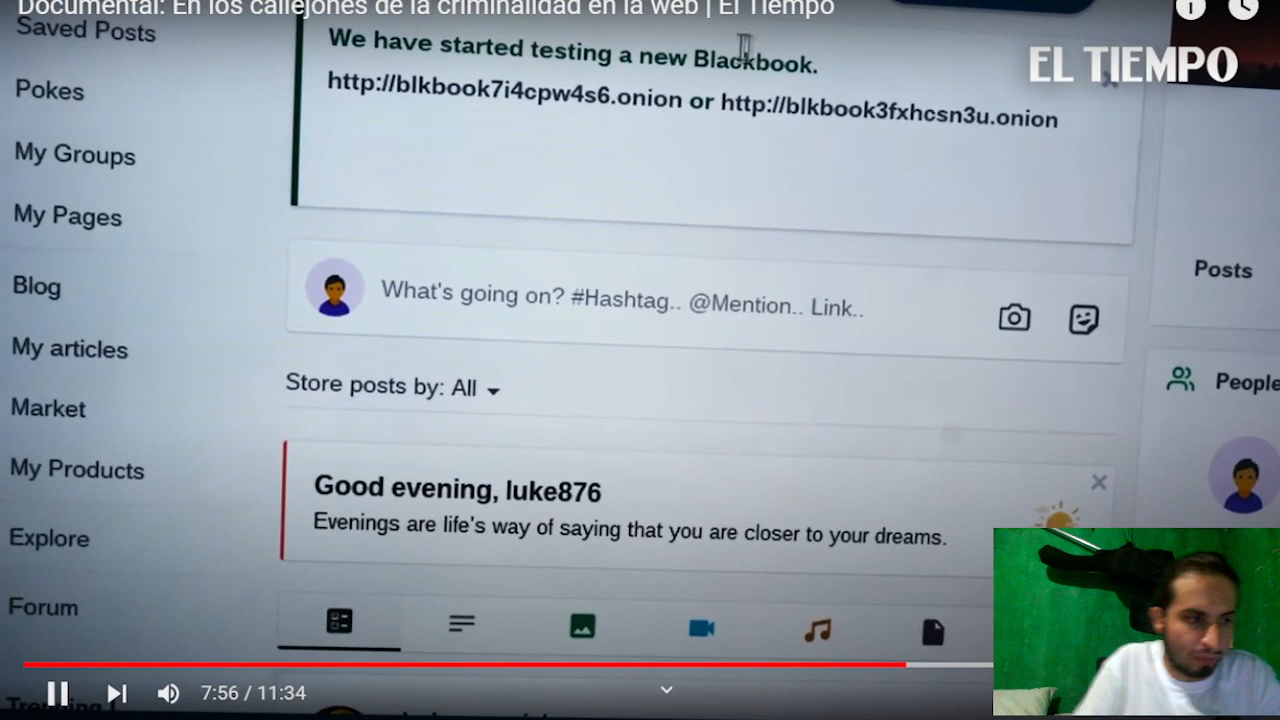 Documental: En los callejones de la criminalidad en la web | El Tiempo
EL TIEMPO
Saved Posts
Pokes
My Groups
My Pages
Blog
My articles
Market
My Products
Explore
Forum
We have started testing a new Blackbook.
http://blkbook7i4cpw4s6.onion or http://blkbook3fxhcsn3u.onion
What's going on? #Hashtag.. @Mention.. Link..
Store posts by: All
Good evening, luke876
Evenings are life's way of saying that you are closer to your dreams.
Posts
People
7:56 / 11:34